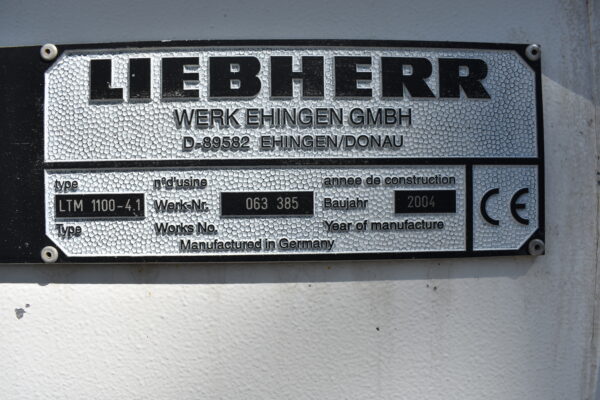 LIEBHERR
WERK EHINGEN GMBH
D-89582 EHINGEN/DONAU
type n°d'usine annee de construction
LTM 1100-4.1 Werk-Nr. 063 385 Baujahr 2004
Type Works No. Year of manufacture
Manufactured in Germany
CE